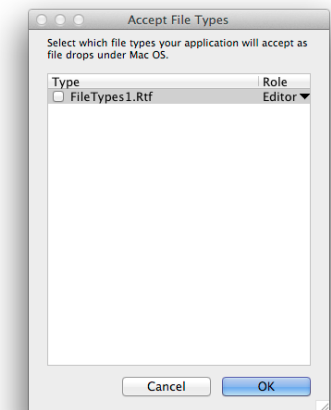 Accept File Types
Select which file types your application will accept as
file drops under Mac OS.
Type Role
FileTypes1.Rtf Editor
Cancel OK